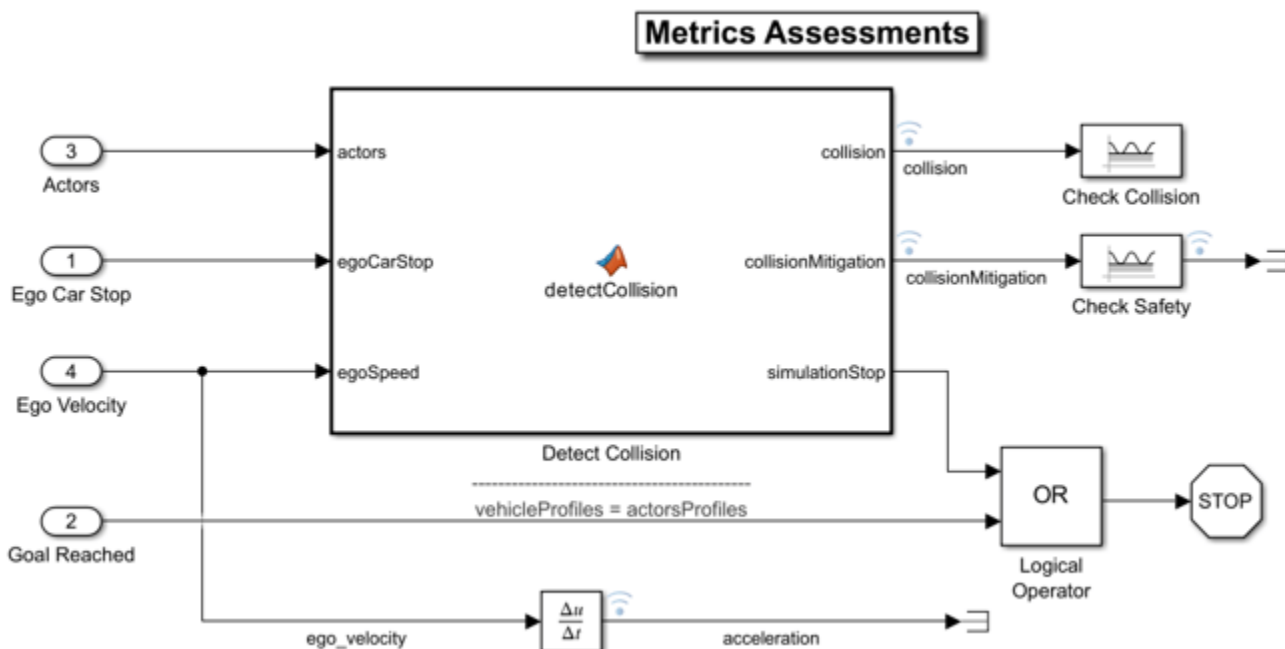 Metrics Assessments
3
Actors
actors
collision
collision
Check Collision
1
Ego Car Stop
egoCarStop
detectCollision
collisionMitigation
collisionMitigation
Check Safety
4
Ego Velocity
egoSpeed
simulationStop
Detect Collision
------------------------------------------
vehicleProfiles = actorsProfiles
2
Goal Reached
OR
Logical
Operator
STOP
ego_velocity
Δu
Δt
acceleration